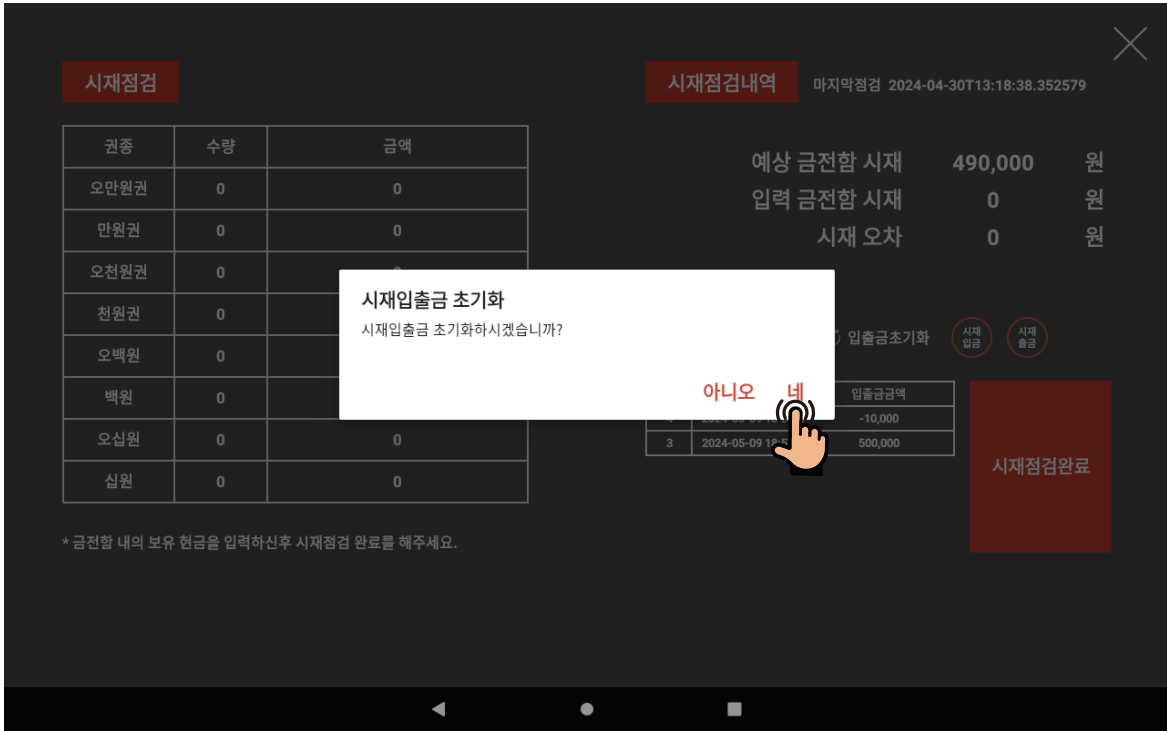 시재점검
시재점검내역 마지막점검 2024-04-30T13:18:38.352579
권종 수량 금액
오만원권 0 0
만원권 0 0
오천원권 0
천원권 0
오백원 0
백원 0
오십원 0 0
십원 0 0
* 금전함 내의 보유 현금을 입력하신후 시재점검 완료를 해주세요.
예상 금전함 시재 490,000 원
입력 금전함 시재 0 원
시재 오차 0 원
시재입출금 초기화
시재입출금 초기화하시겠습니까?
아니오 네
입출금초기화
시재
입금
시재
출금
입출금금액
-10,000
3 2024-05-09 18:5 500,000
시재점검완료